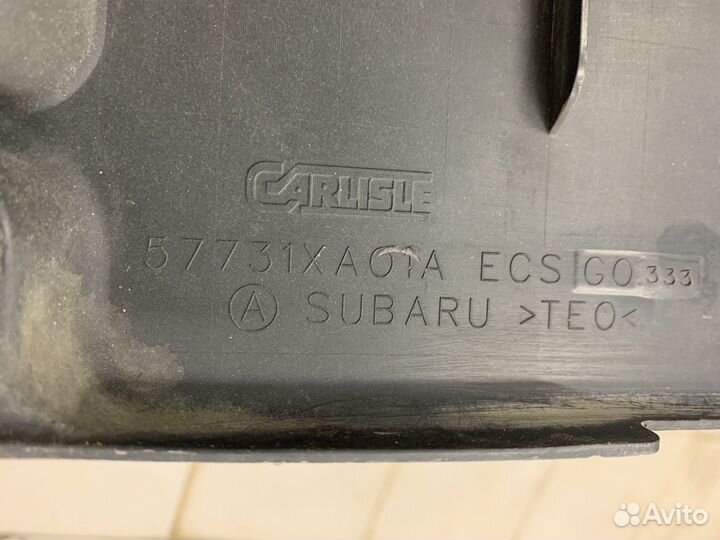 CARLISLE
57731XA01A ECS GO 333
A SUBARU >TEO<
Avito